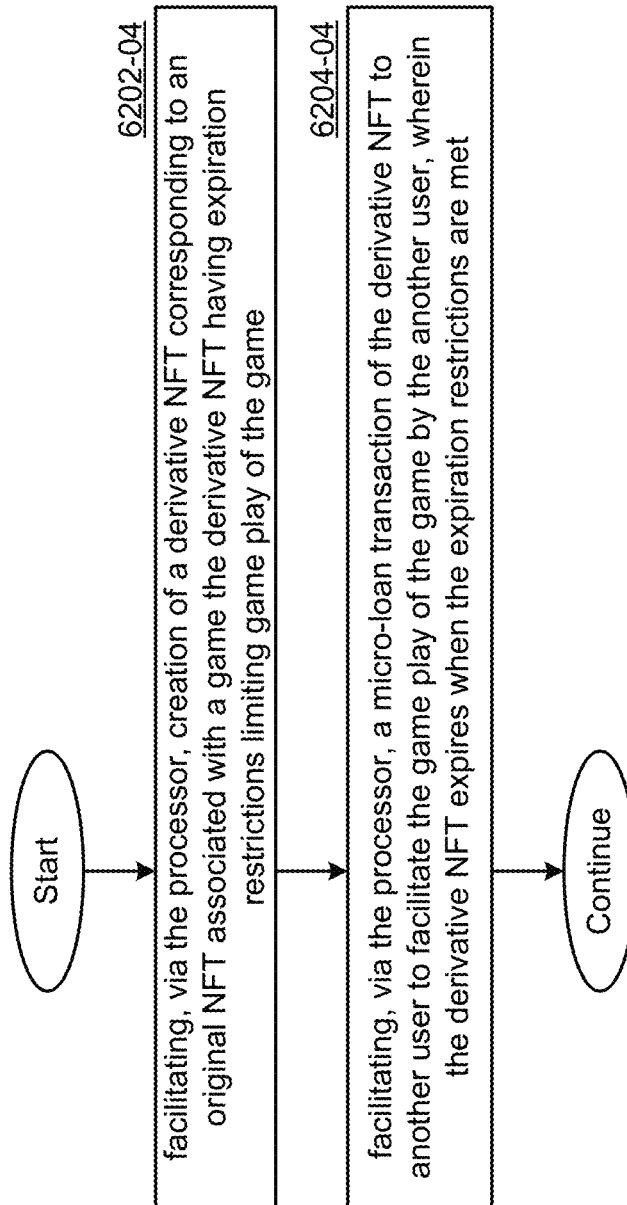 Start
6202-04
facilitating, via the processor, creation of a derivative NFT corresponding to an
original NFT associated with a game the derivative NFT having expiration
restrictions limiting game play of the game
6204-04
facilitating, via the processor, a micro-loan transaction of the derivative NFT to
another user to facilitate the game play of the game by the another user, wherein
the derivative NFT expires when the expiration restrictions are met
Continue